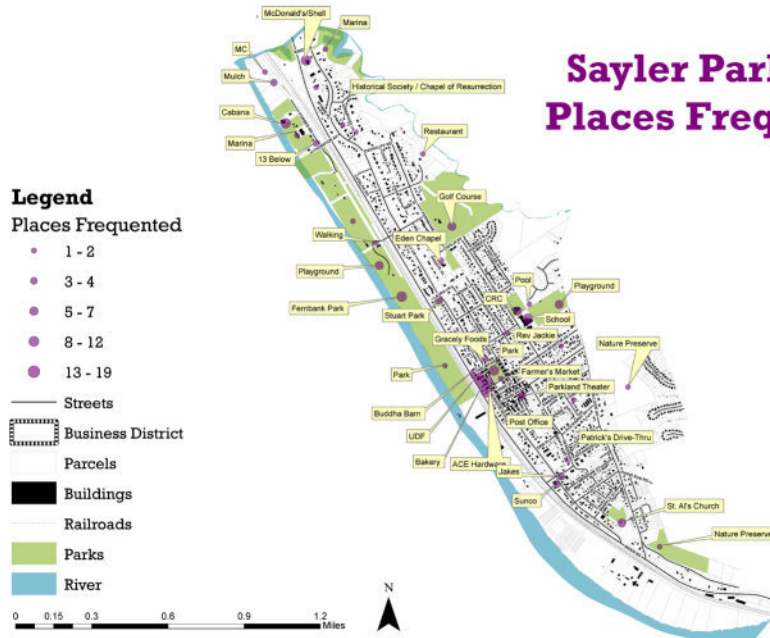 Sayler Par
Places Freq
McDonald's/Shell
Marina
MC
Mulch
Historical Society / Chapel of Resurrection
Cabana
Marina
13 Below
Restaurant
Golf Course
Walking
Eden Chapel
Playground
Pool
Playground
CRC
Fernbank Park
School
Stuart Park
Rev Jackie
Gracely Foods
Park
Nature Preserve
Park
Farmer's Market
Parkland Theater
Buddha Barn
Post Office
UDF
Patrick's Drive-Thru
Bakery
ACE Hardware
Jakes
Sunco
St. Al's Church
Nature Preserve
Legend
Places Frequented
1 - 2
3 - 4
5 - 7
8 - 12
13 - 19
Streets
Business District
Parcels
Buildings
Railroads
Parks
River
0 0.15 0.3 0.6 0.9 1.2
Miles
N